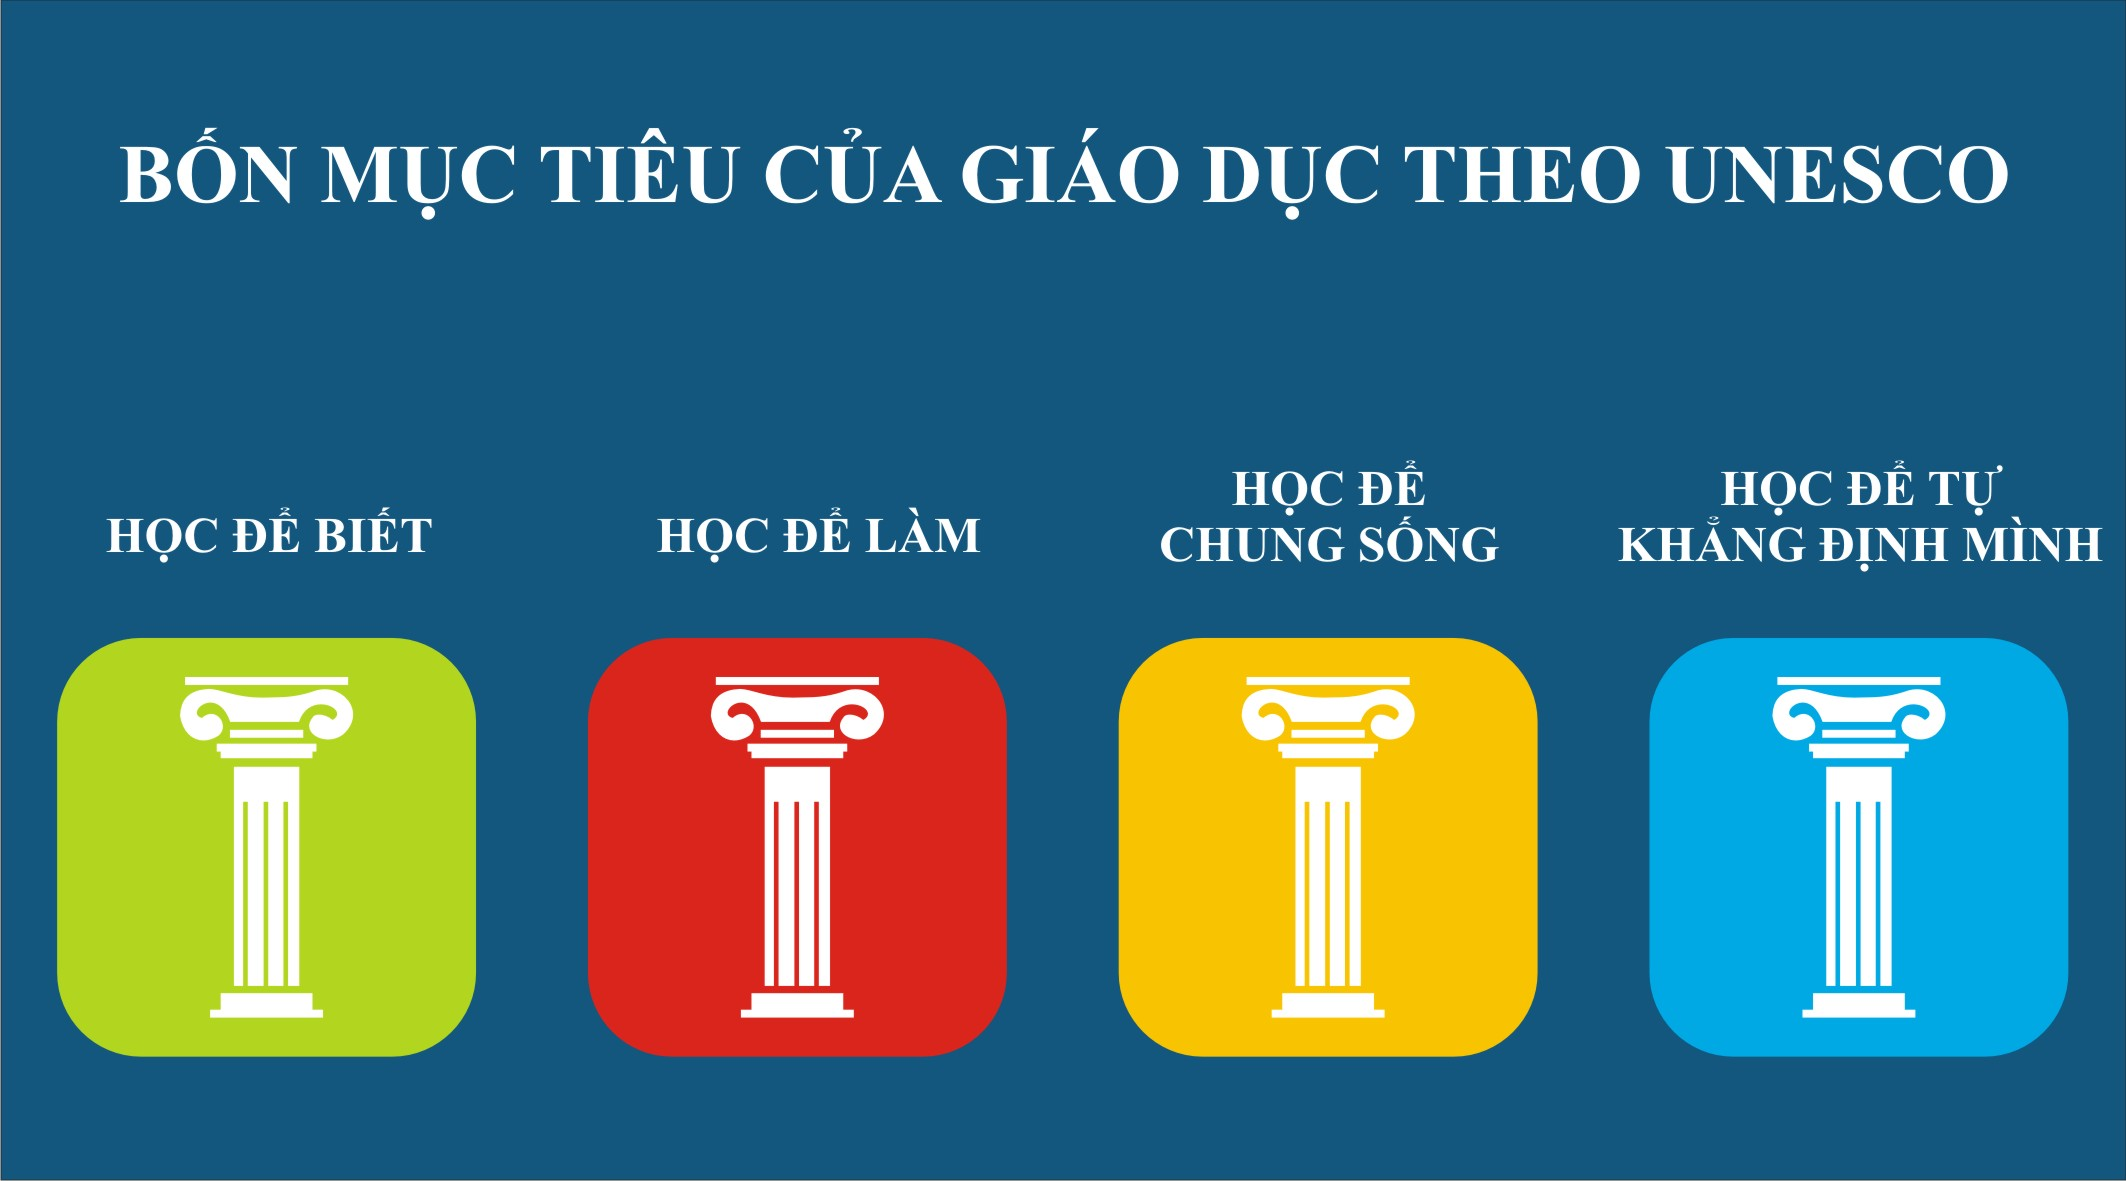 BỐN MỤC TIÊU CỦA GIÁO DỤC THEO UNESCO
HỌC ĐỂ BIẾT
HỌC ĐỂ LÀM
HỌC ĐỂ
CHUNG SỐNG
HỌC ĐỂ TỰ
KHẲNG ĐỊNH MÌNH